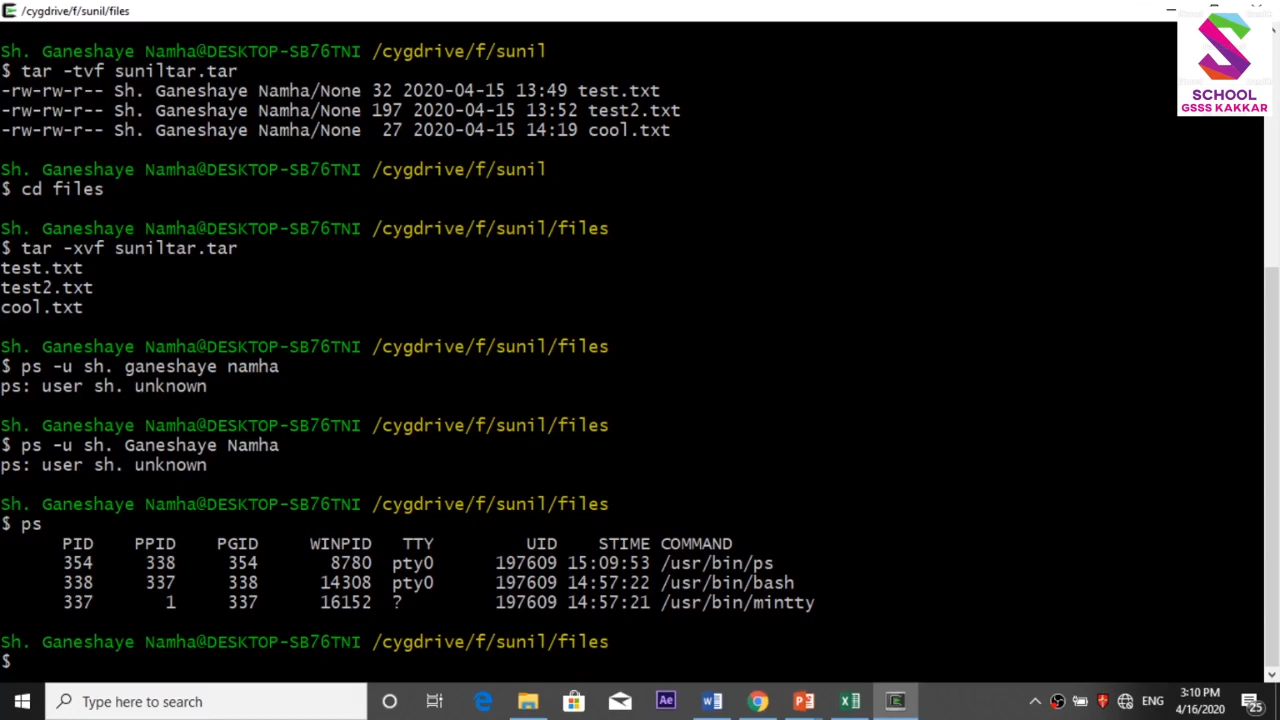 /cygdrive/f/sunil/files
Sh. Ganeshaye Namha@DESKTOP-SB76TNI /cygdrive/f/sunil
$ tar -tvf suniltar.tar
-rw-rw-r-- Sh. Ganeshaye Namha/None 32 2020-04-15 13:49 test.txt
-rw-rw-r-- Sh. Ganeshaye Namha/None 197 2020-04-15 13:52 test2.txt
-rw-rw-r-- Sh. Ganeshaye Namha/None  27 2020-04-15 14:19 cool.txt
SCHOOL
GSSS KAKKAR
Sh. Ganeshaye Namha@DESKTOP-SB76TNI /cygdrive/f/sunil
$ cd files
Sh. Ganeshaye Namha@DESKTOP-SB76TNI /cygdrive/f/sunil/files
$ tar -xvf suniltar.tar
test.txt
test2.txt
cool.txt
Sh. Ganeshaye Namha@DESKTOP-SB76TNI /cygdrive/f/sunil/files
$ ps -u sh. ganeshaye namha
ps: user sh. unknown
Sh. Ganeshaye Namha@DESKTOP-SB76TNI /cygdrive/f/sunil/files
$ ps -u sh. Ganeshaye Namha
ps: user sh. unknown
Sh. Ganeshaye Namha@DESKTOP-SB76TNI /cygdrive/f/sunil/files
$ ps
PID PPID PGID WINPID TTY UID STIME COMMAND
354 338 354 8780 pty0 197609 15:09:53 /usr/bin/ps
338 337 338 14308 pty0 197609 14:57:22 /usr/bin/bash
337 1 337 16152 ? 197609 14:57:21 /usr/bin/mintty
Sh. Ganeshaye Namha@DESKTOP-SB76TNI /cygdrive/f/sunil/files
$
Type here to search
Ae
ENG
3:10 PM
4/16/2020
25